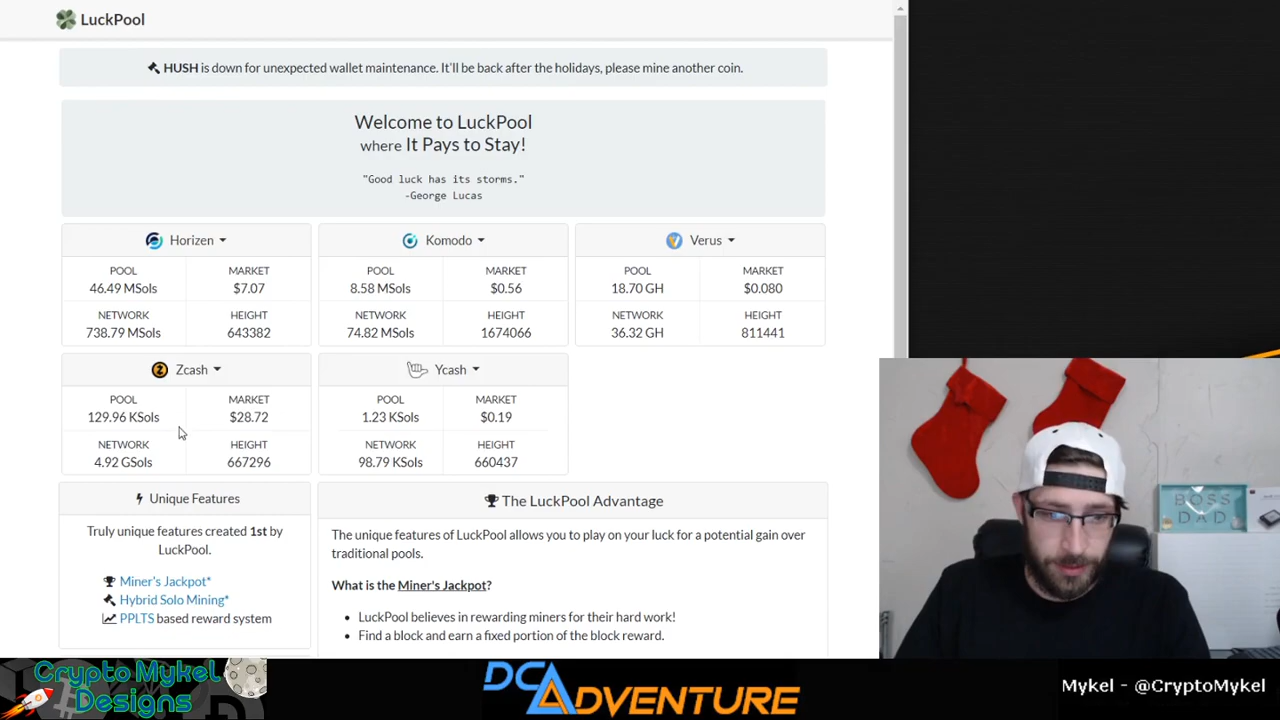 LuckPool
HUSH is down for unexpected wallet maintenance. It'll be back after the holidays, please mine another coin.
Welcome to LuckPool
where It Pays to Stay!
"Good luck has its storms."
-George Lucas
Horizen
POOL MARKET
46.49 MSols $7.07
NETWORK HEIGHT
738.79 MSols 643382
Komodo
POOL MARKET
8.58 MSols $0.56
NETWORK HEIGHT
74.82 MSols 1674066
Verus
POOL MARKET
18.70 GH $0.080
NETWORK HEIGHT
36.32 GH 811441
Zcash
POOL MARKET
129.96 KSols $28.72
NETWORK HEIGHT
4.92 GSols 667296
Ycash
POOL MARKET
1.23 KSols $0.19
NETWORK HEIGHT
98.79 KSols 660437
Unique Features
Truly unique features created 1st by
LuckPool.
Miner's Jackpot*
Hybrid Solo Mining*
PPLTS based reward system
The LuckPool Advantage
The unique features of LuckPool allows you to play on your luck for a potential gain over
traditional pools.
What is the Miner's Jackpot?
• LuckPool believes in rewarding miners for their hard work!
• Find a block and earn a fixed portion of the block reward.
BOSS
DAD
Crypto Mykel
Designs
DC
ADVENTURE
Mykel - @CryptoMykel